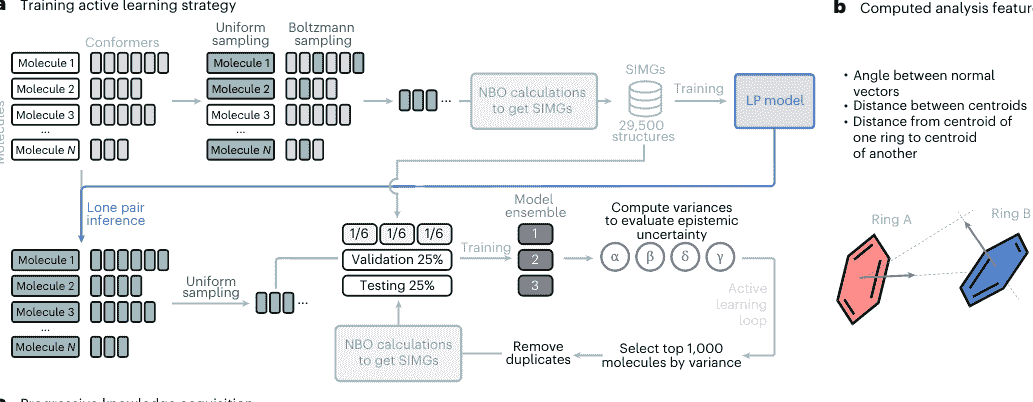 a Training active learning strategy
Conformers
Uniform
sampling
Boltzmann
sampling
Molecules
Molecule 1
Molecule 2
Molecule 3
...
Molecule N
Molecule 1
Molecule 2
Molecule 3
...
Molecule N
...
NBO calculations
to get SIMGs
SIMGs
29,500
structures
Training
LP model
Lone pair
inference
Molecule 1
Molecule 2
Molecule 3
...
Molecule N
Uniform
sampling
...
1/6 1/6 1/6
Validation 25%
Testing 25%
NBO calculations
to get SIMGs
Training
Model
ensemble
1
2
3
Compute variances
to evaluate epistemic
uncertainty
α β δ γ
Active
learning
loop
Select top 1,000
molecules by variance
Remove
duplicates
b Computed analysis feature
• Angle between normal
vectors
• Distance between centroids
• Distance from centroid of
one ring to centroid
of another
Ring A
Ring B
Progressive knowledge acquisition